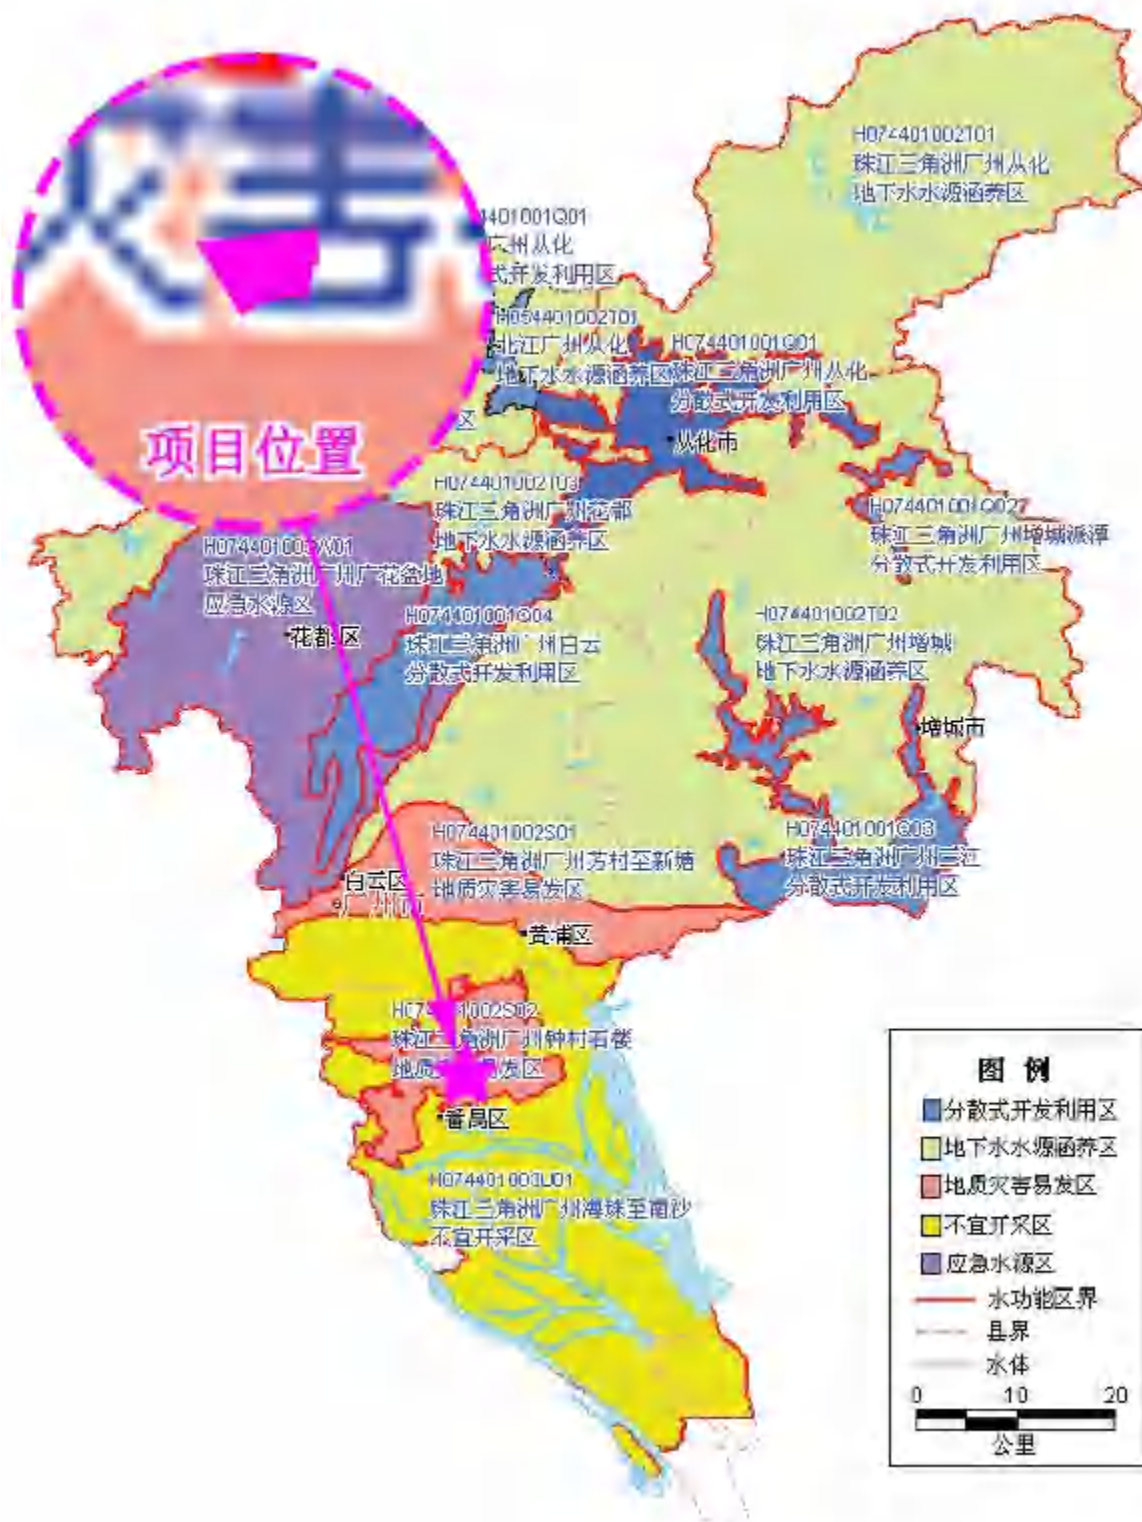 H074401002T01
珠江三角洲广州从化
地下水水源涵养区
4401001Q01
广州从化
式开发利用区
H054401002T01
北江广州从化
地下水水源涵养区
H074401001Q01
珠江三角洲广州从化
分散式开发利用区
区
从化市
项目位置
H074401002T03
珠江三角洲广州花都
地下水水源涵养区
珠江三角洲广州增城派潭
分散式开发利用区
珠江三角洲广州广花盆地
应急水源区
花都区
H074401001Q04
珠江三角洲广州白云
分散式开发利用区
H074401002T02
珠江三角洲广州增城
地下水水源涵养区
增城市
H074401002S01
珠江三角洲广州芳村至新塘
地质灾害易发区
H074401001Q03
珠江三角洲广州三江
分散式开发利用区
白云区
广州市
黄埔区
1002S02
珠江三角洲广州钟村石楼
地质 易发区
番禺区
H074401003U01
珠江三角洲广州海珠至南沙
不宜开采区
图 例
分散式开发利用区
地下水水源涵养区
地质灾害易发区
不宜开采区
应急水源区
水功能区界
县界
水体
0 10 20
公里